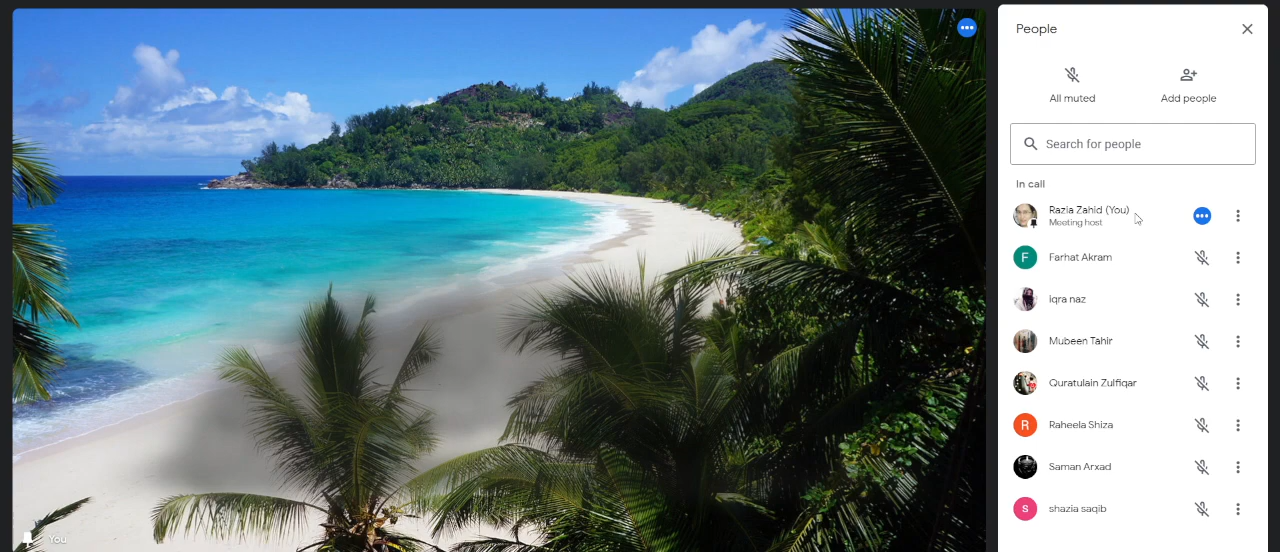 People
All muted
Add people
Search for people
In call
Razia Zahid (You)
Meeting host
Farhat Akram
F
iqra naz
Mubeen Tahir
Quratulain Zulfiqar
R
Raheela Shiza
Saman Arxad
s
shazia saqib
You